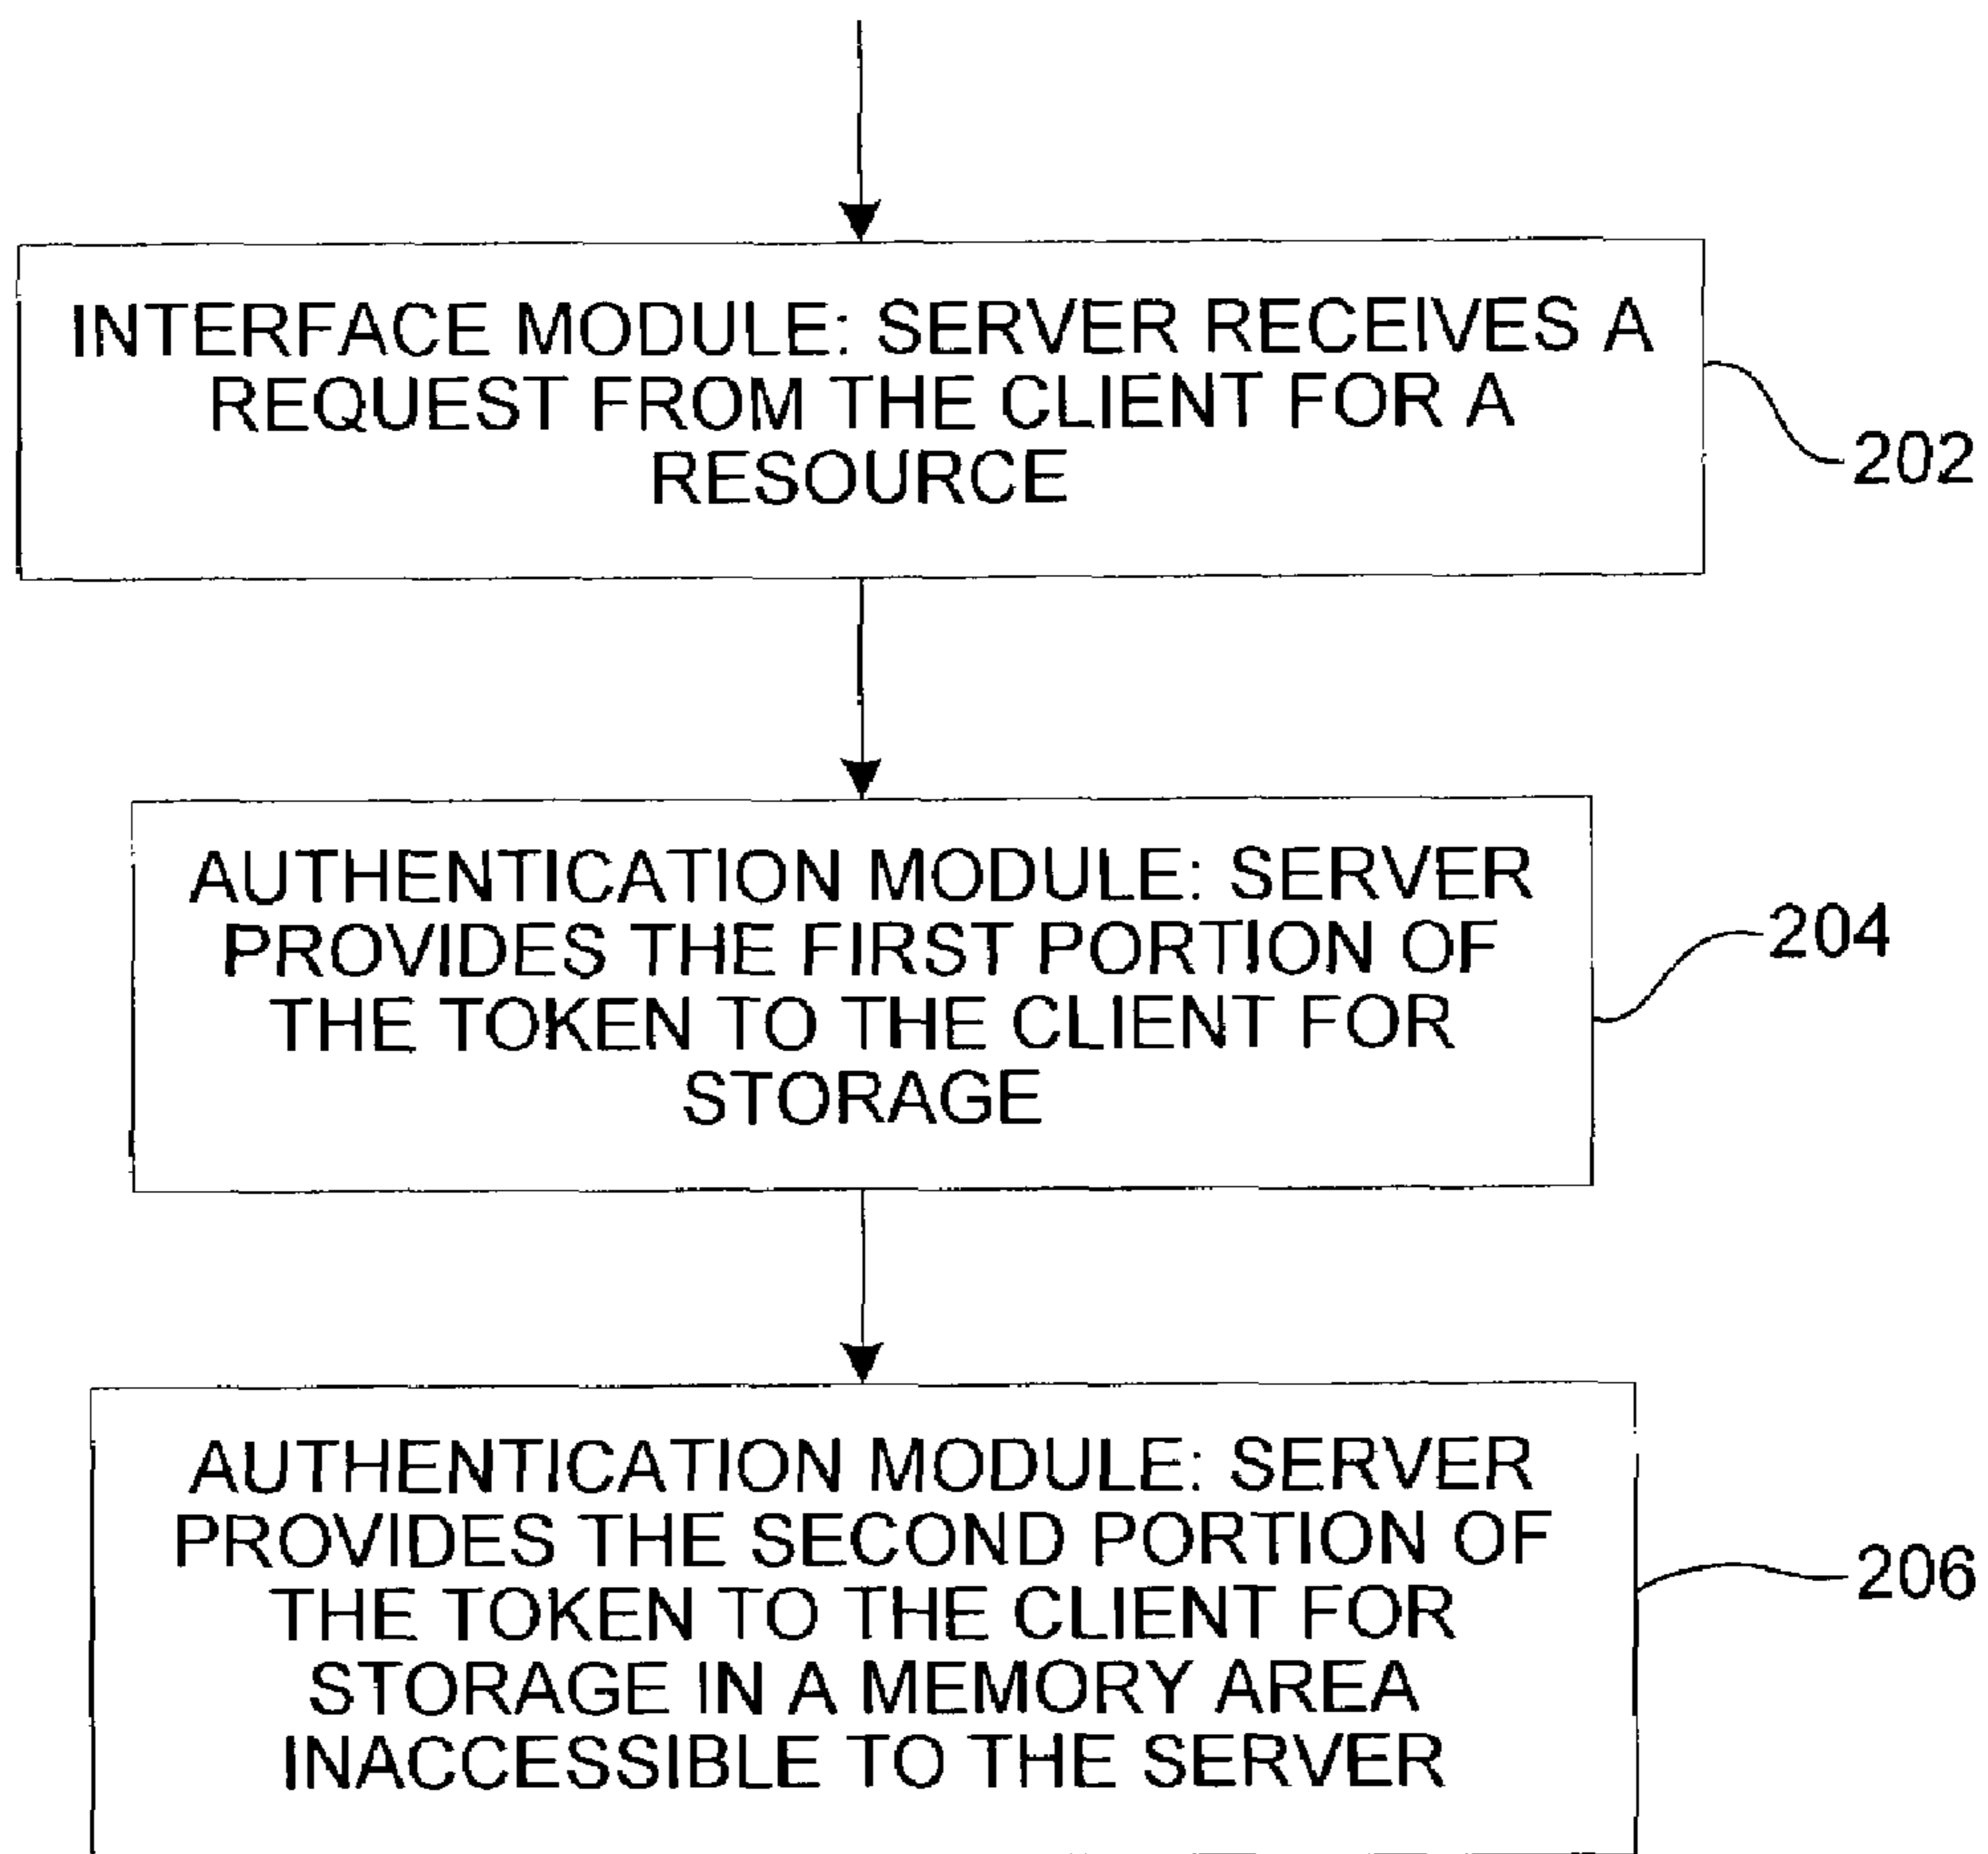 INTERFACE MODULE: SERVER RECEIVES A
REQUEST FROM THE CLIENT FOR A
RESOURCE
202
AUTHENTICATION MODULE: SERVER
PROVIDES THE FIRST PORTION OF
THE TOKEN TO THE CLIENT FOR
STORAGE
204
AUTHENTICATION MODULE: SERVER
PROVIDES THE SECOND PORTION OF
THE TOKEN TO THE CLIENT FOR
STORAGE IN A MEMORY AREA
INACCESSIBLE TO THE SERVER
206